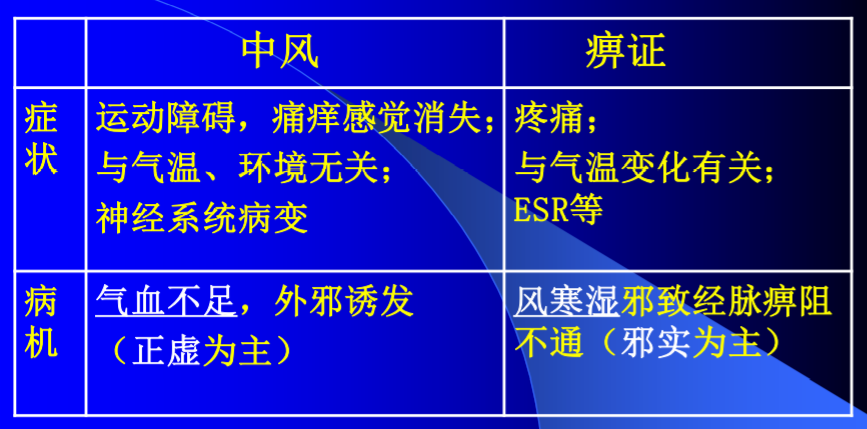 中风
痹证
症状
运动障碍，痛痒感觉消失；
与气温、环境无关；
神经系统病变
疼痛；
与气温变化有关；
ESR等
病机
气血不足，外邪诱发
（正虚为主）
风寒湿邪致经脉痹阻
不通（邪实为主）